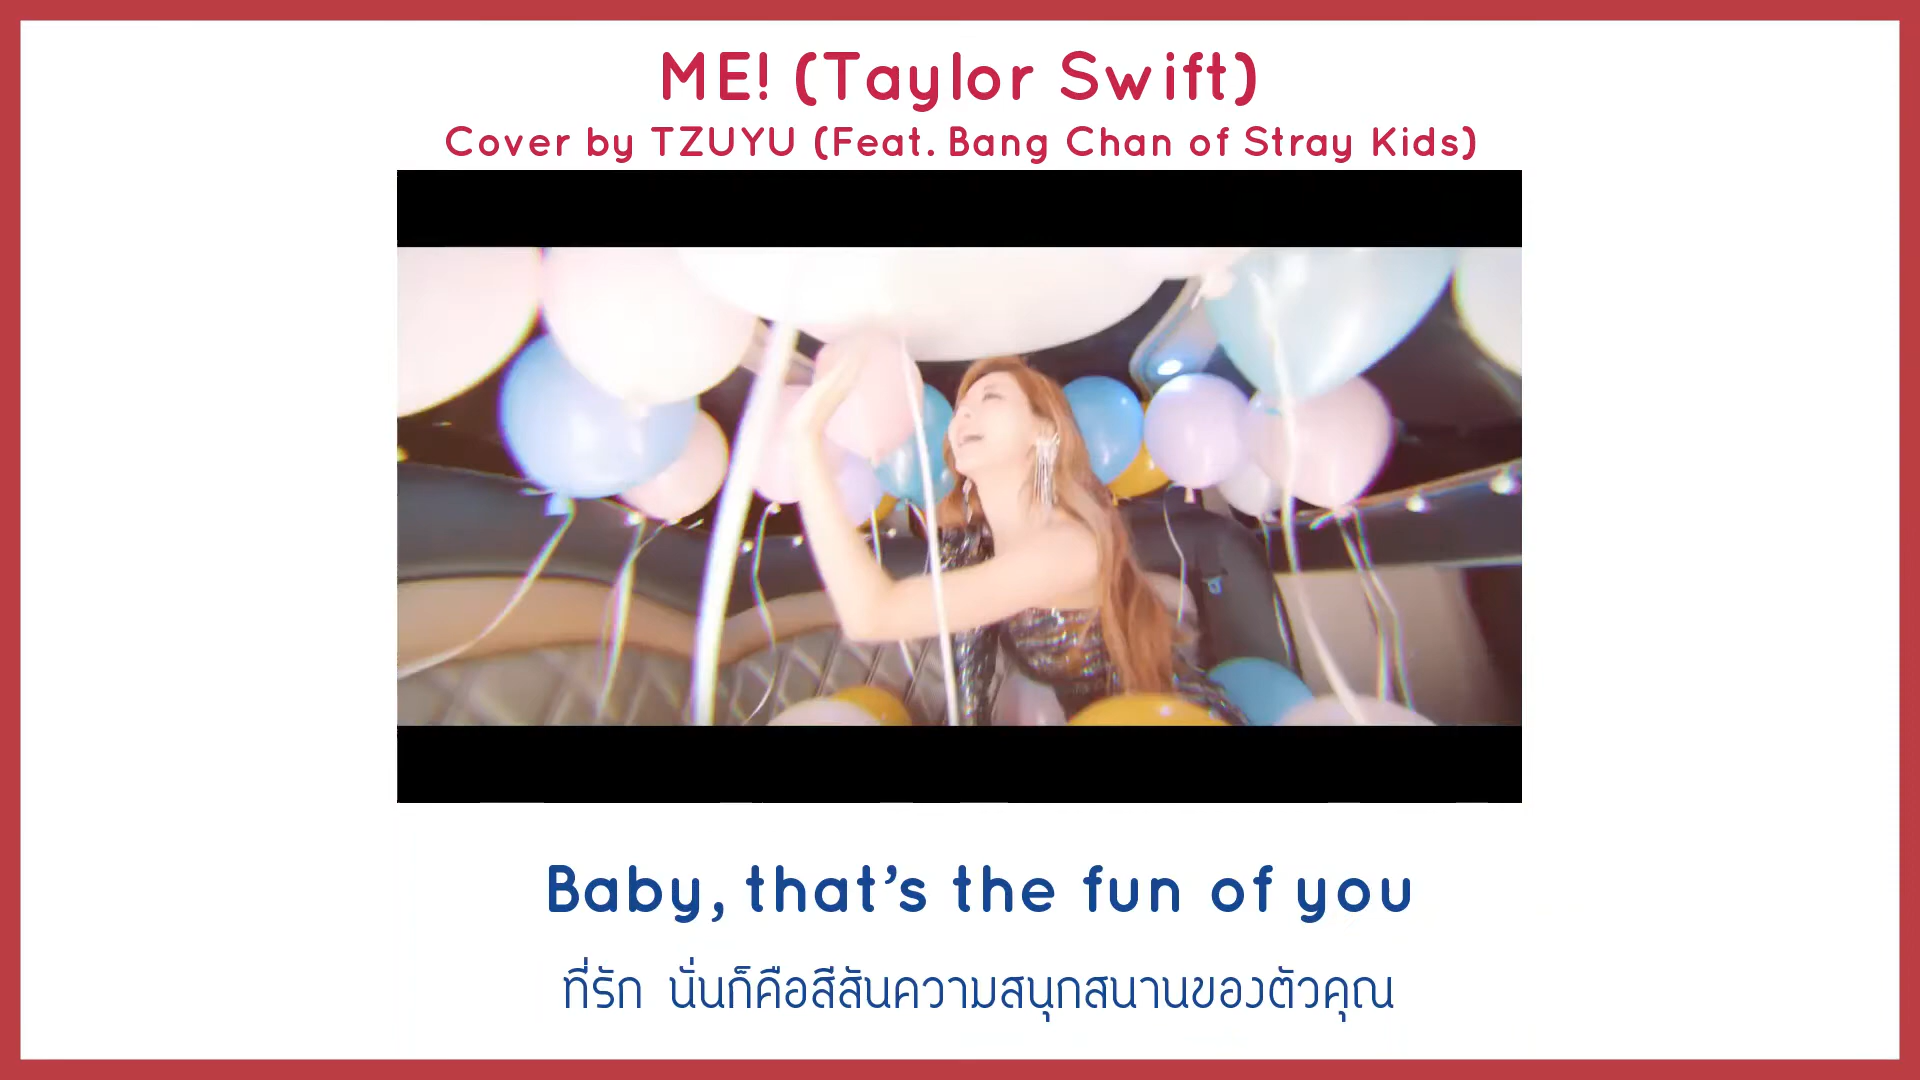 ME! (Taylor Swift)
Cover by TZUYU (Feat. Bang Chan of Stray Kids)
Baby, that's the fun of you
ที่รัก นั่นก็คือสีสันความสนุกสนานของตัวคุณ